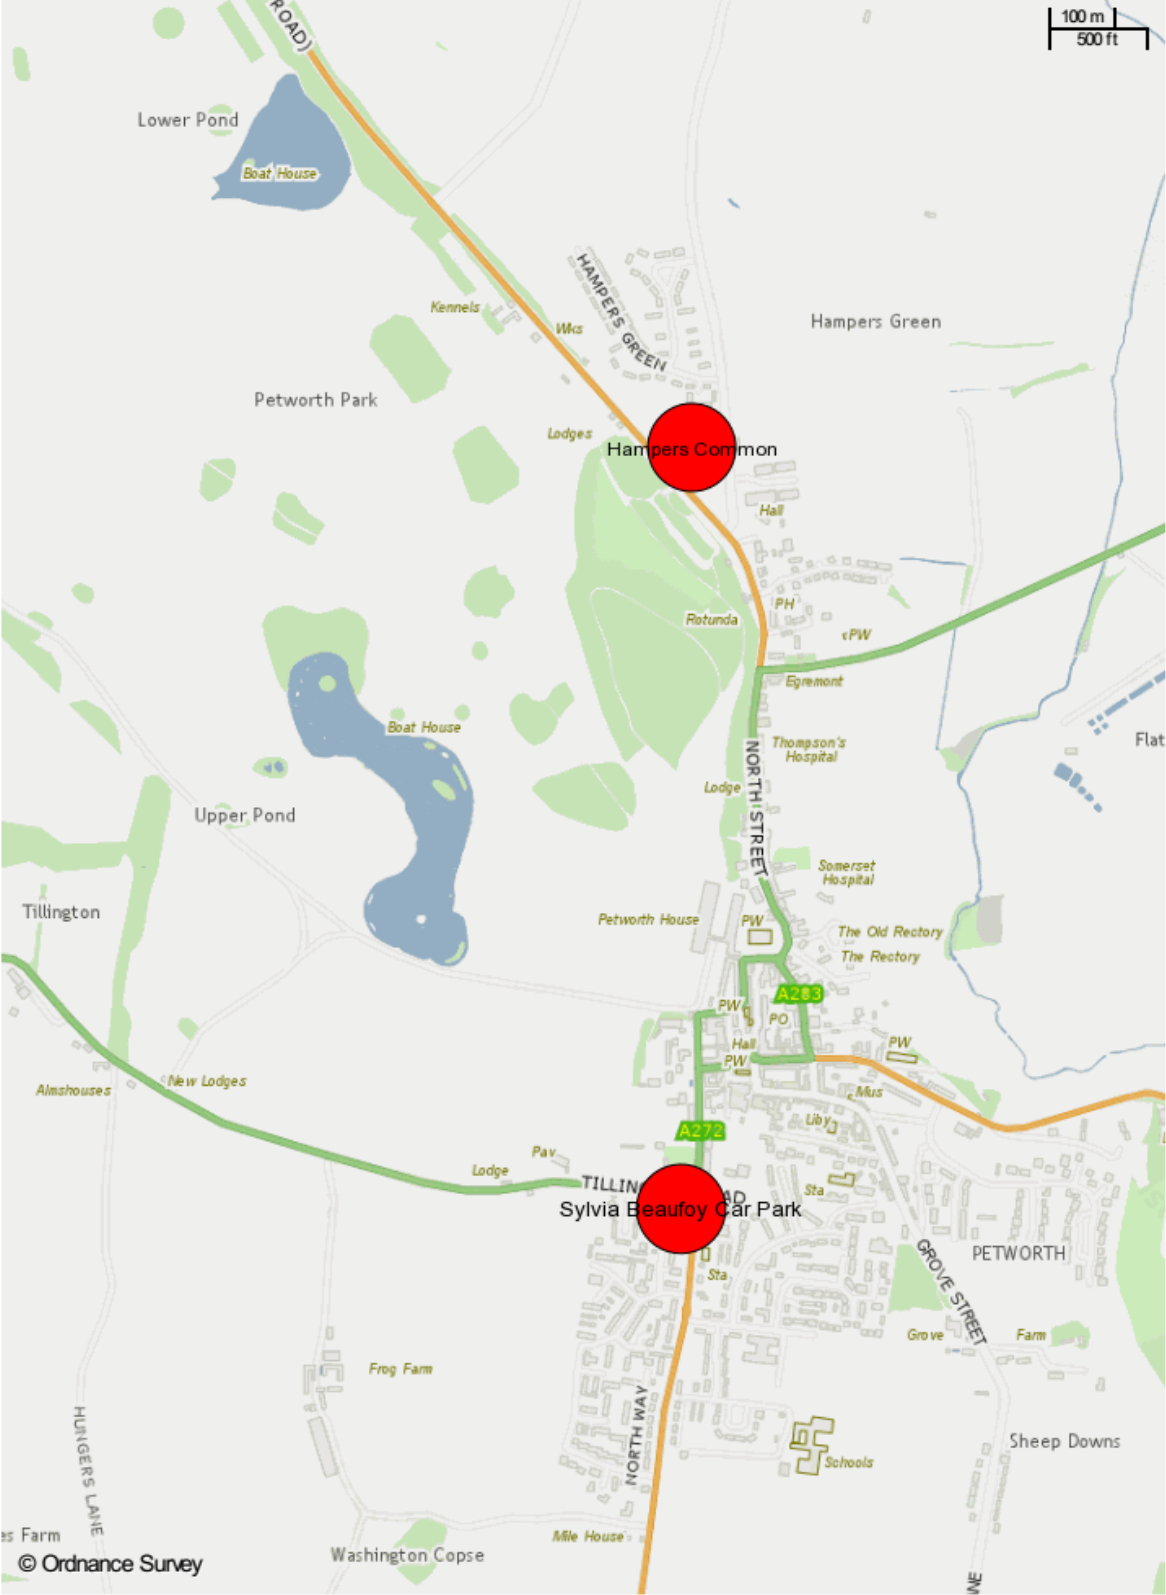 ROAD)
100 m
500 ft
Lower Pond
Boat House
HAMPERS GREEN
Kennels
Wks
Hampers Green
Petworth Park
Lodges
Hampers Common
Hall
PH
Rotunda
PW
Egremont
Boat House
Thompson's
Hospital
Flat
NORTH STREET
Lodge
Upper Pond
Somerset
Hospital
Tillington
Petworth House
PW
The Old Rectory
The Rectory
A283
PW
PO
Hall
PW
PW
New Lodges
Almshouses
Mus
Liby
A272
Pav
Lodge
TILLIN
AD
Sta
Sylvia Beaufoy Car Park
GROVE STREET
PETWORTH
Sta
Grove
Farm
Frog Farm
NORTH WAY
HUNGERS LANE
Sheep Downs
Schools
es Farm
Mile House
Washington Copse
© Ordnance Survey
NE